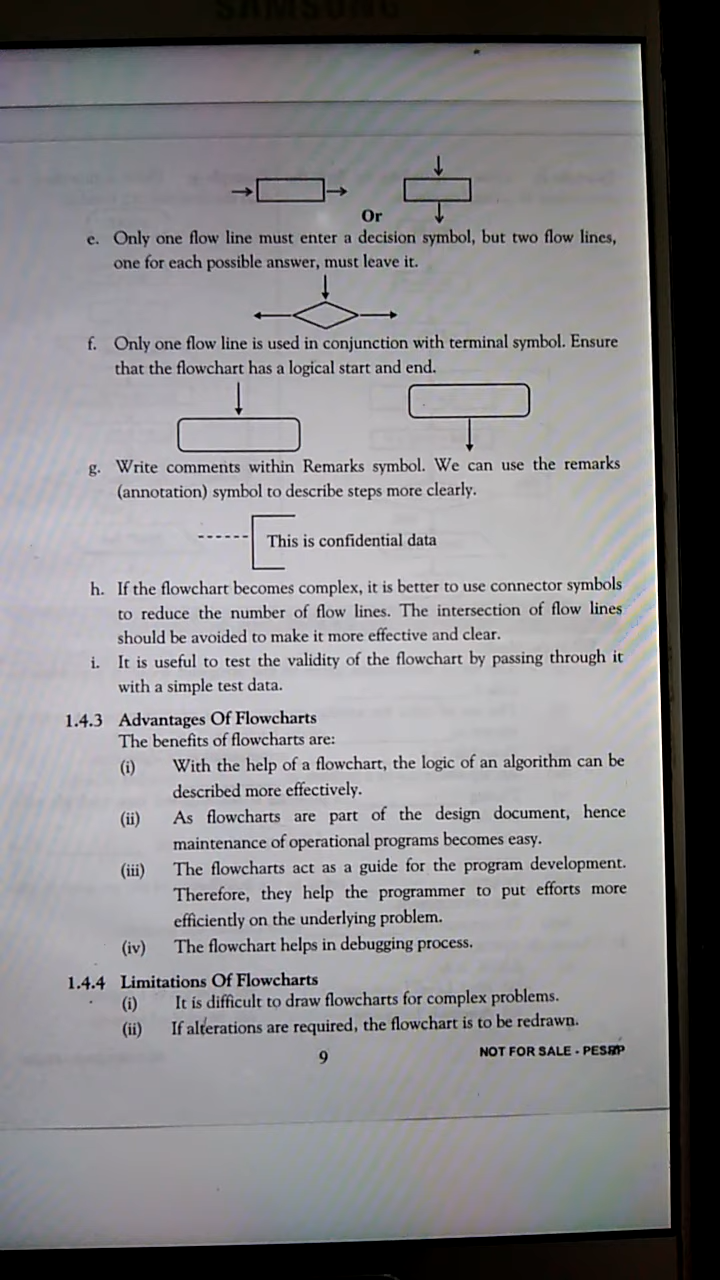 SAMSUNG
Or
e. Only one flow line must enter a decision symbol, but two flow lines,
one for each possible answer, must leave it.
f. Only one flow line is used in conjunction with terminal symbol. Ensure
that the flowchart has a logical start and end.
g. Write comments within Remarks symbol. We can use the remarks
(annotation) symbol to describe steps more clearly.
This is confidential data
h. If the flowchart becomes complex, it is better to use connector symbols
to reduce the number of flow lines. The intersection of flow lines
should be avoided to make it more effective and clear.
i. It is useful to test the validity of the flowchart by passing through it
with a simple test data.
1.4.3 Advantages Of Flowcharts
The benefits of flowcharts are:
(i) With the help of a flowchart, the logic of an algorithm can be
described more effectively.
(ii) As flowcharts are part of the design document, hence
maintenance of operational programs becomes easy.
(iii) The flowcharts act as a guide for the program development.
Therefore, they help the programmer to put efforts more
efficiently on the underlying problem.
(iv) The flowchart helps in debugging process.
1.4.4 Limitations Of Flowcharts
(i) It is difficult to draw flowcharts for complex problems.
(ii) If alterations are required, the flowchart is to be redrawn.
9
NOT FOR SALE - PESRP